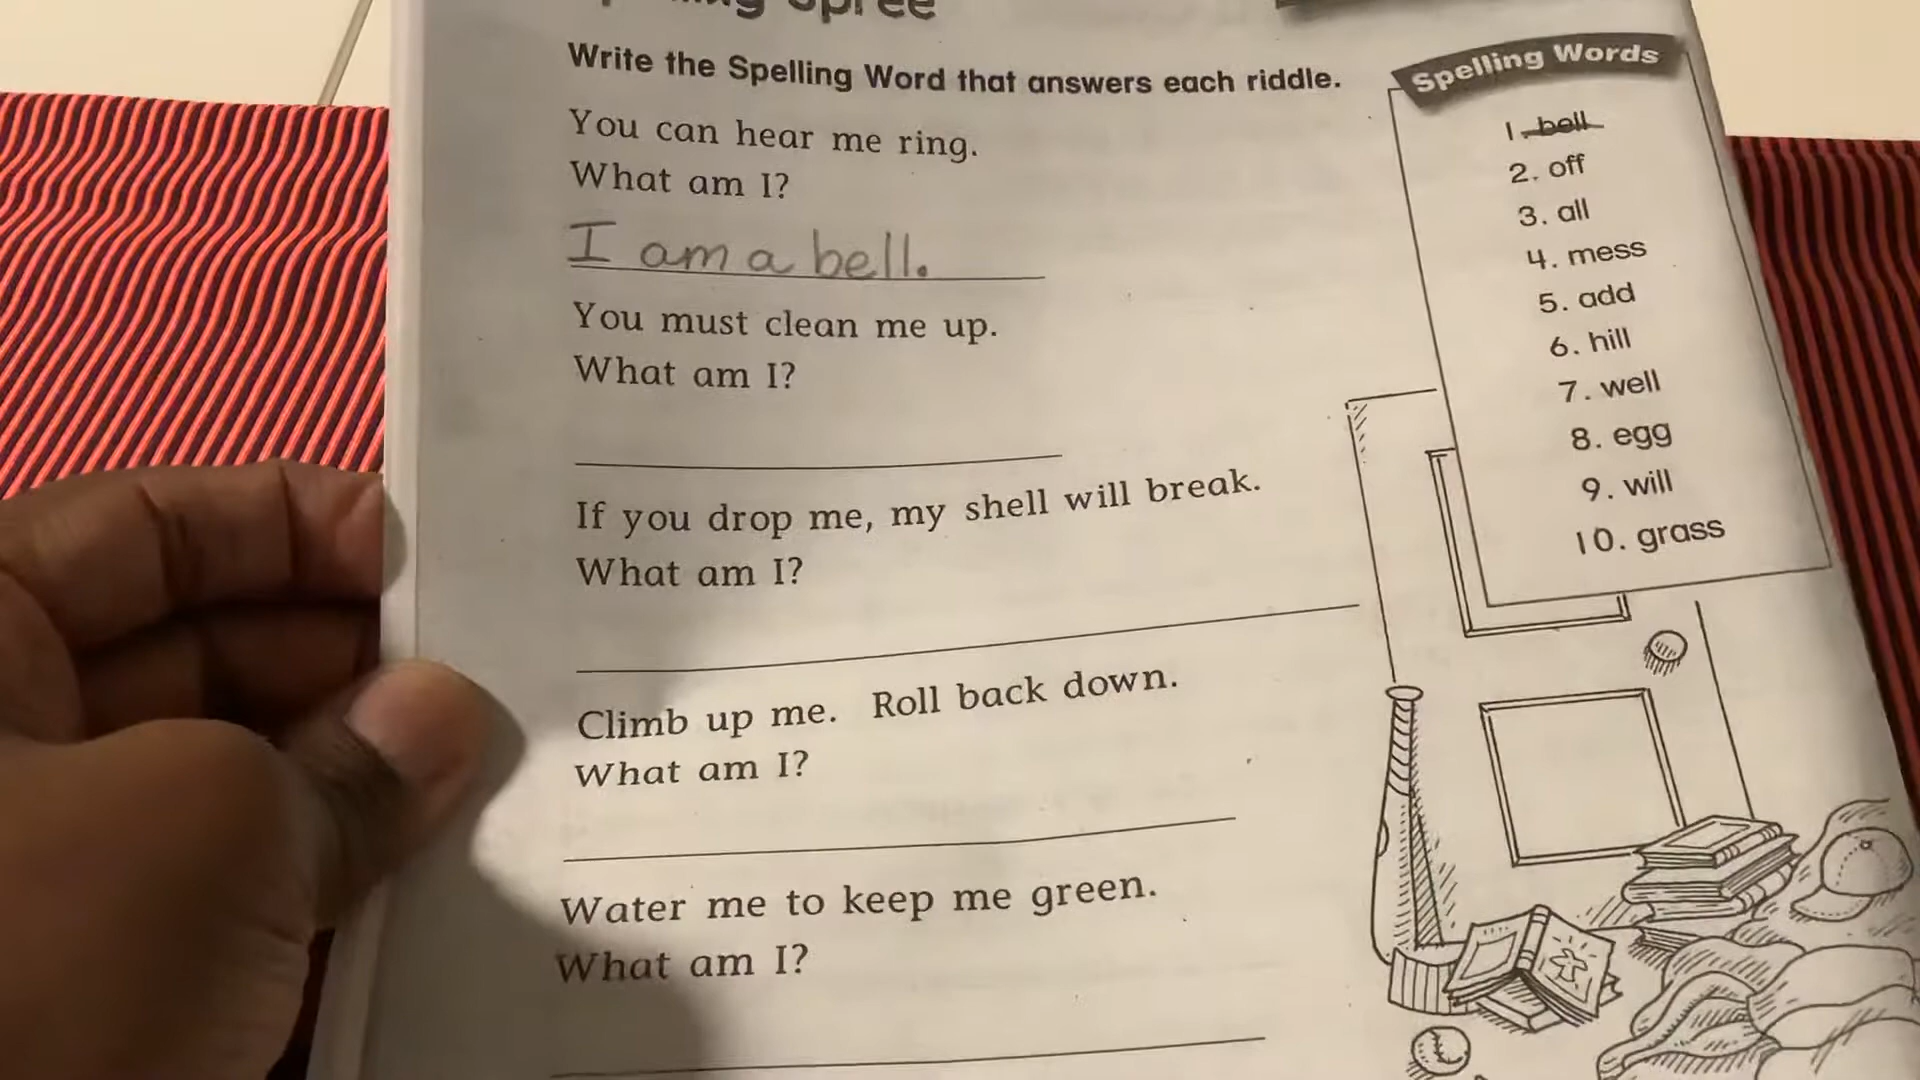 Spree
Write the Spelling Word that answers each riddle.
You can hear me ring.
What am I?
I am a bell.
You must clean me up.
What am I?
If you drop me, my shell will break.
What am I?
Climb up me. Roll back down.
What am I?
Water me to keep me green.
What am I?
Spelling Words
1. bell
2. off
3. all
4. mess
5. add
6. hill
7. well
8. egg
9. will
10. grass